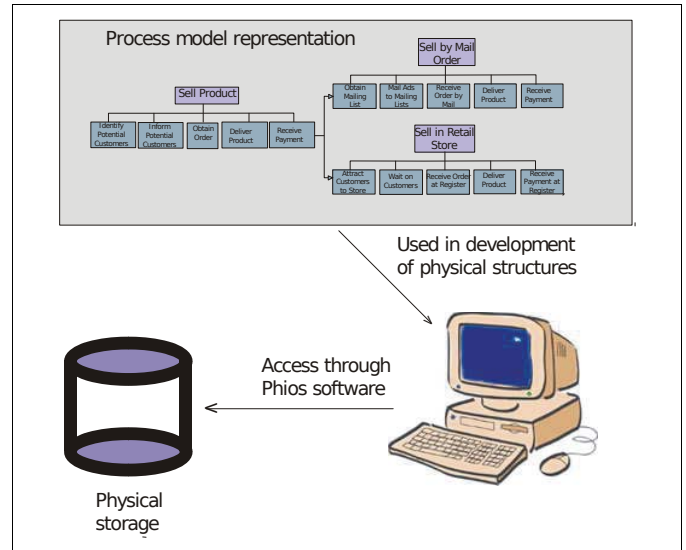 Process model representation
Sell by Mail
Order
Obtain
Mailing
List
Mail Ads
to Mailing
Lists
Receive
Order by
Mail
Deliver
Product
Receive
Payment
Sell Product
Identify
Potential
Customers
Inform
Potential
Customers
Obtain
Order
Deliver
Product
Receive
Payment
Sell in Retail
Store
Attract
Customers
to Store
Wait on
Customers
Receive Order
at Register
Deliver
Product
Receive
Payment at
Register
Used in development
of physical structures
Access through
Phios software
Physical
storage